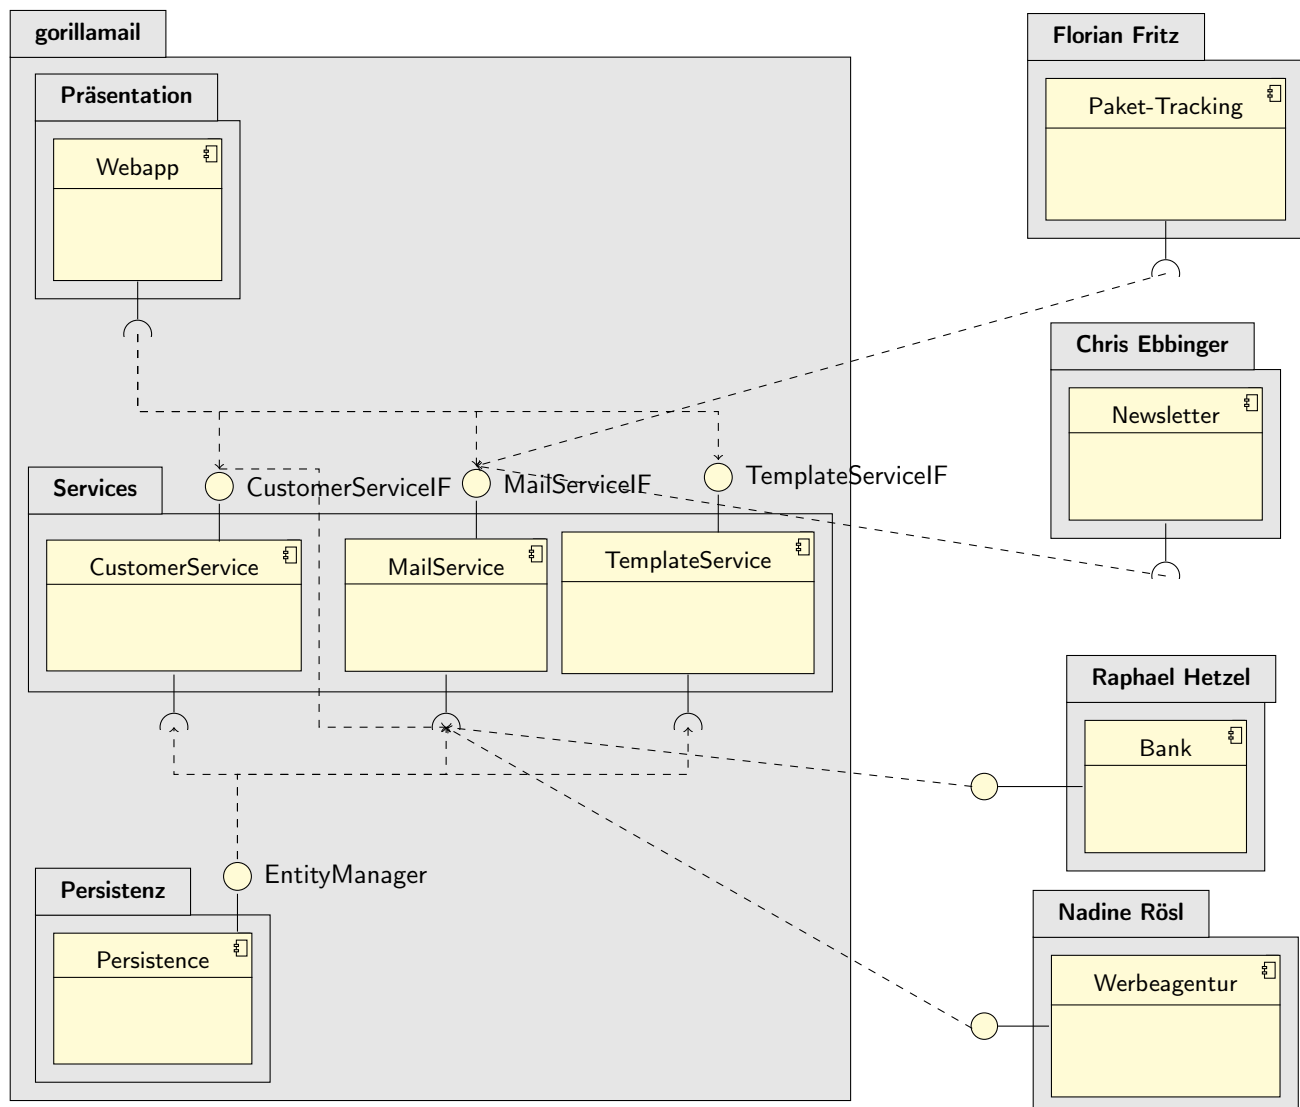 gorillamail
Präsentation
Webapp
Florian Fritz
Paket-Tracking
Chris Ebbinger
Newsletter
Services
CustomerServiceIF
MailServiceIF
TemplateServiceIF
CustomerService
MailService
TemplateService
Raphael Hetzel
Bank
EntityManager
Persistenz
Persistence
Nadine Rösl
Werbeagentur